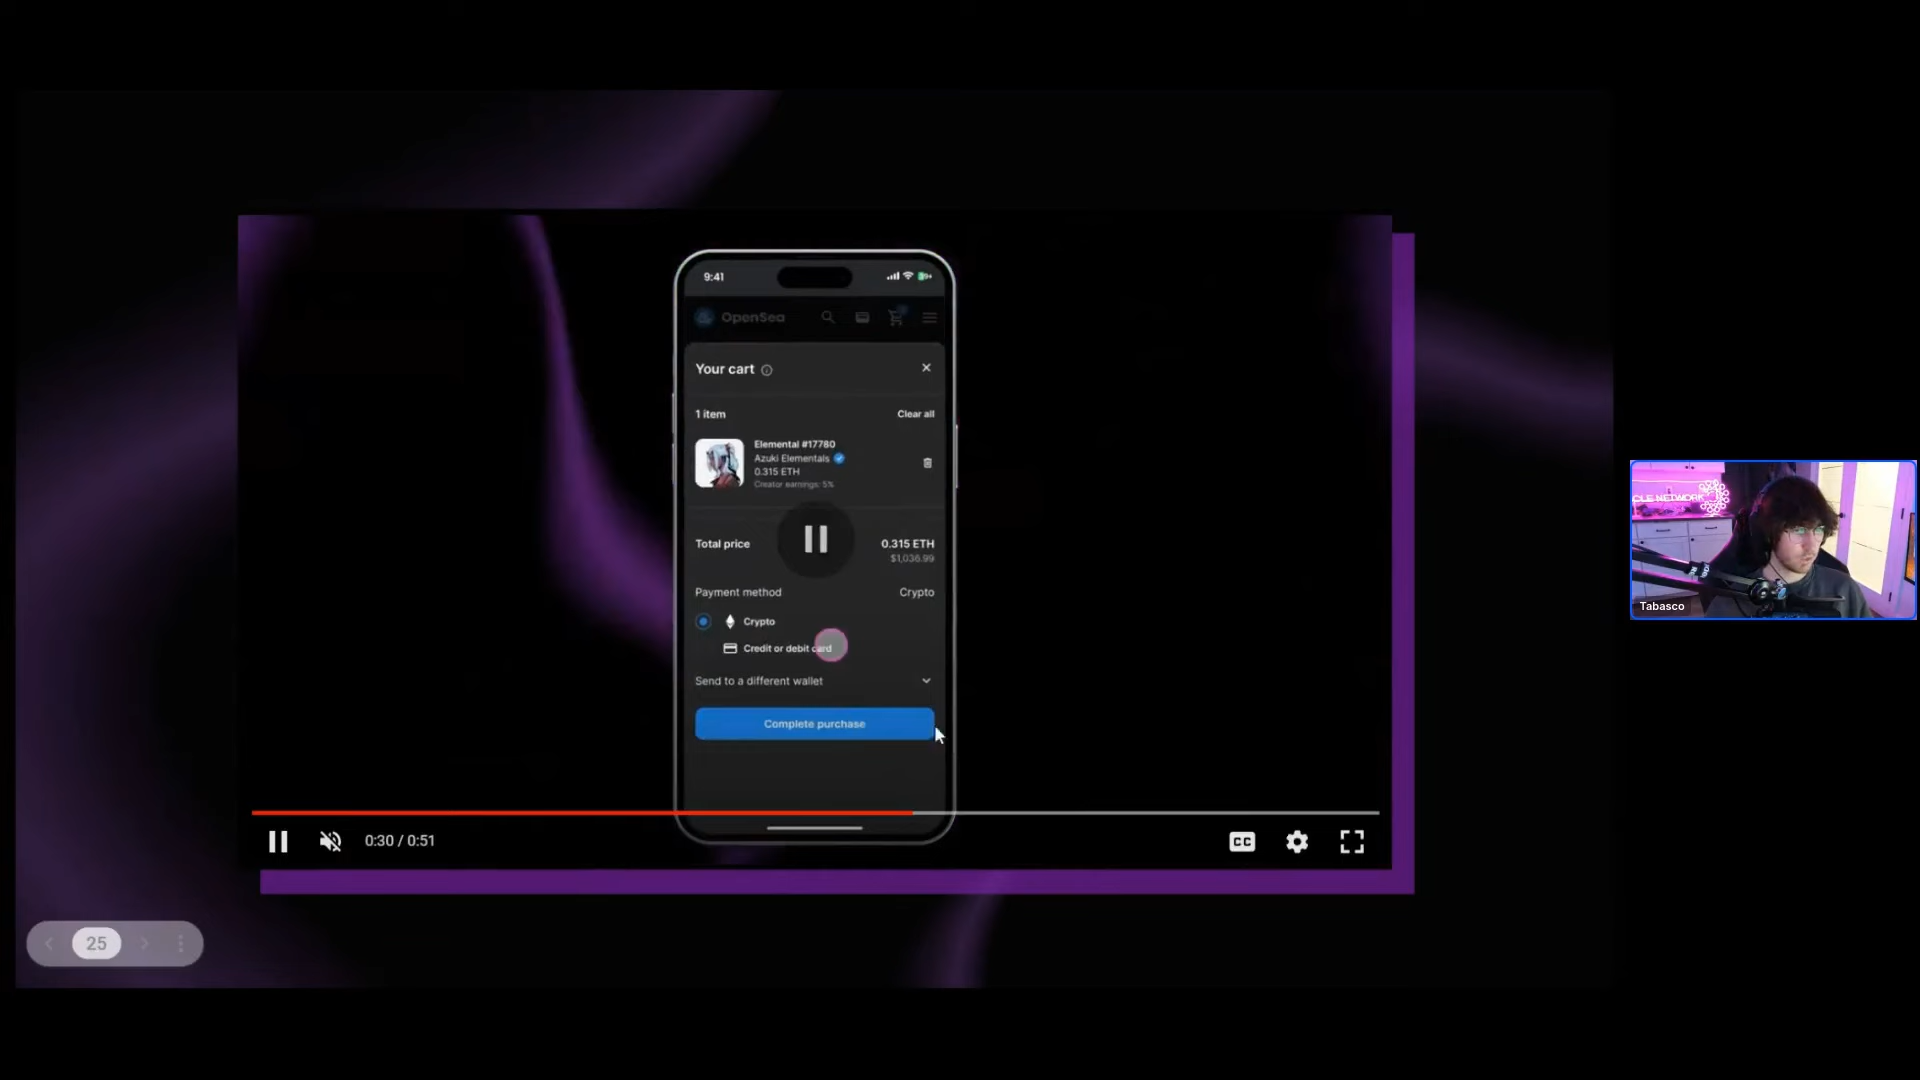 9:41
OpenSea
Your cart
1 item
Clear all
Elemental #17780
Azuki Elementals
0.315 ETH
Creator earnings: 5%
Total price
0.315 ETH
$1,036.99
Payment method
Crypto
Crypto
Credit or debit card
Send to a different wallet
Complete purchase
0:30 / 0:51
CC
25
CLE NETWORK
Tabasco